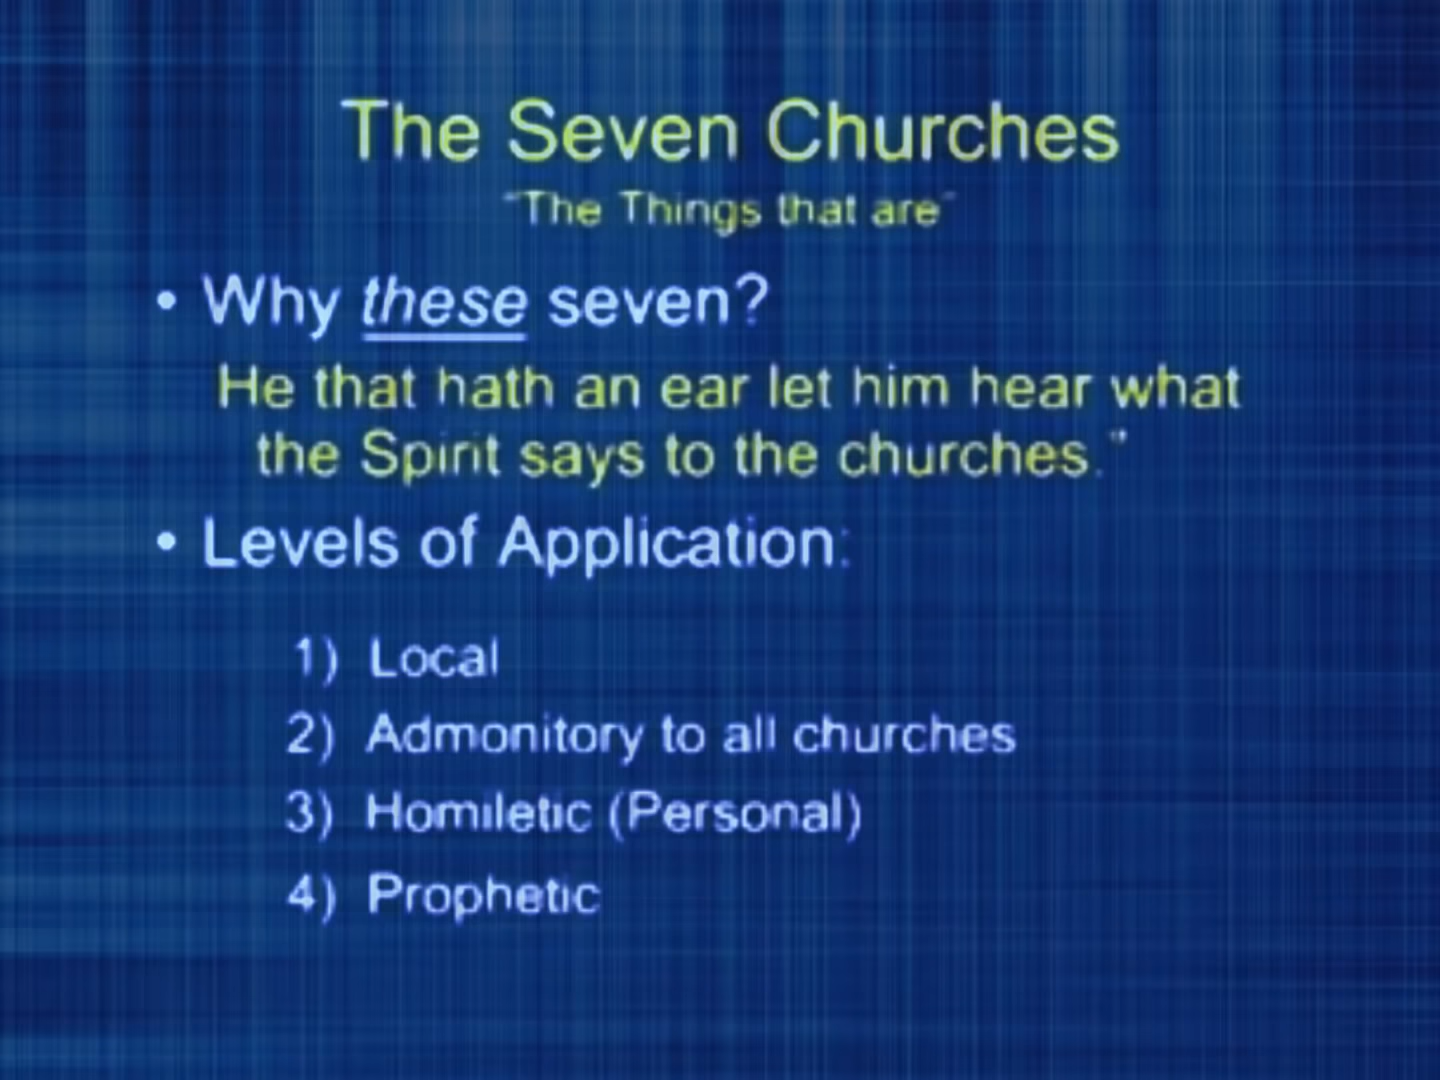 The Seven Churches
"The Things that are"
• Why these seven?
He that hath an ear let him hear what
the Spirit says to the churches."
• Levels of Application:
1) Local
2) Admonitory to all churches
3) Homiletic (Personal)
4) Prophetic